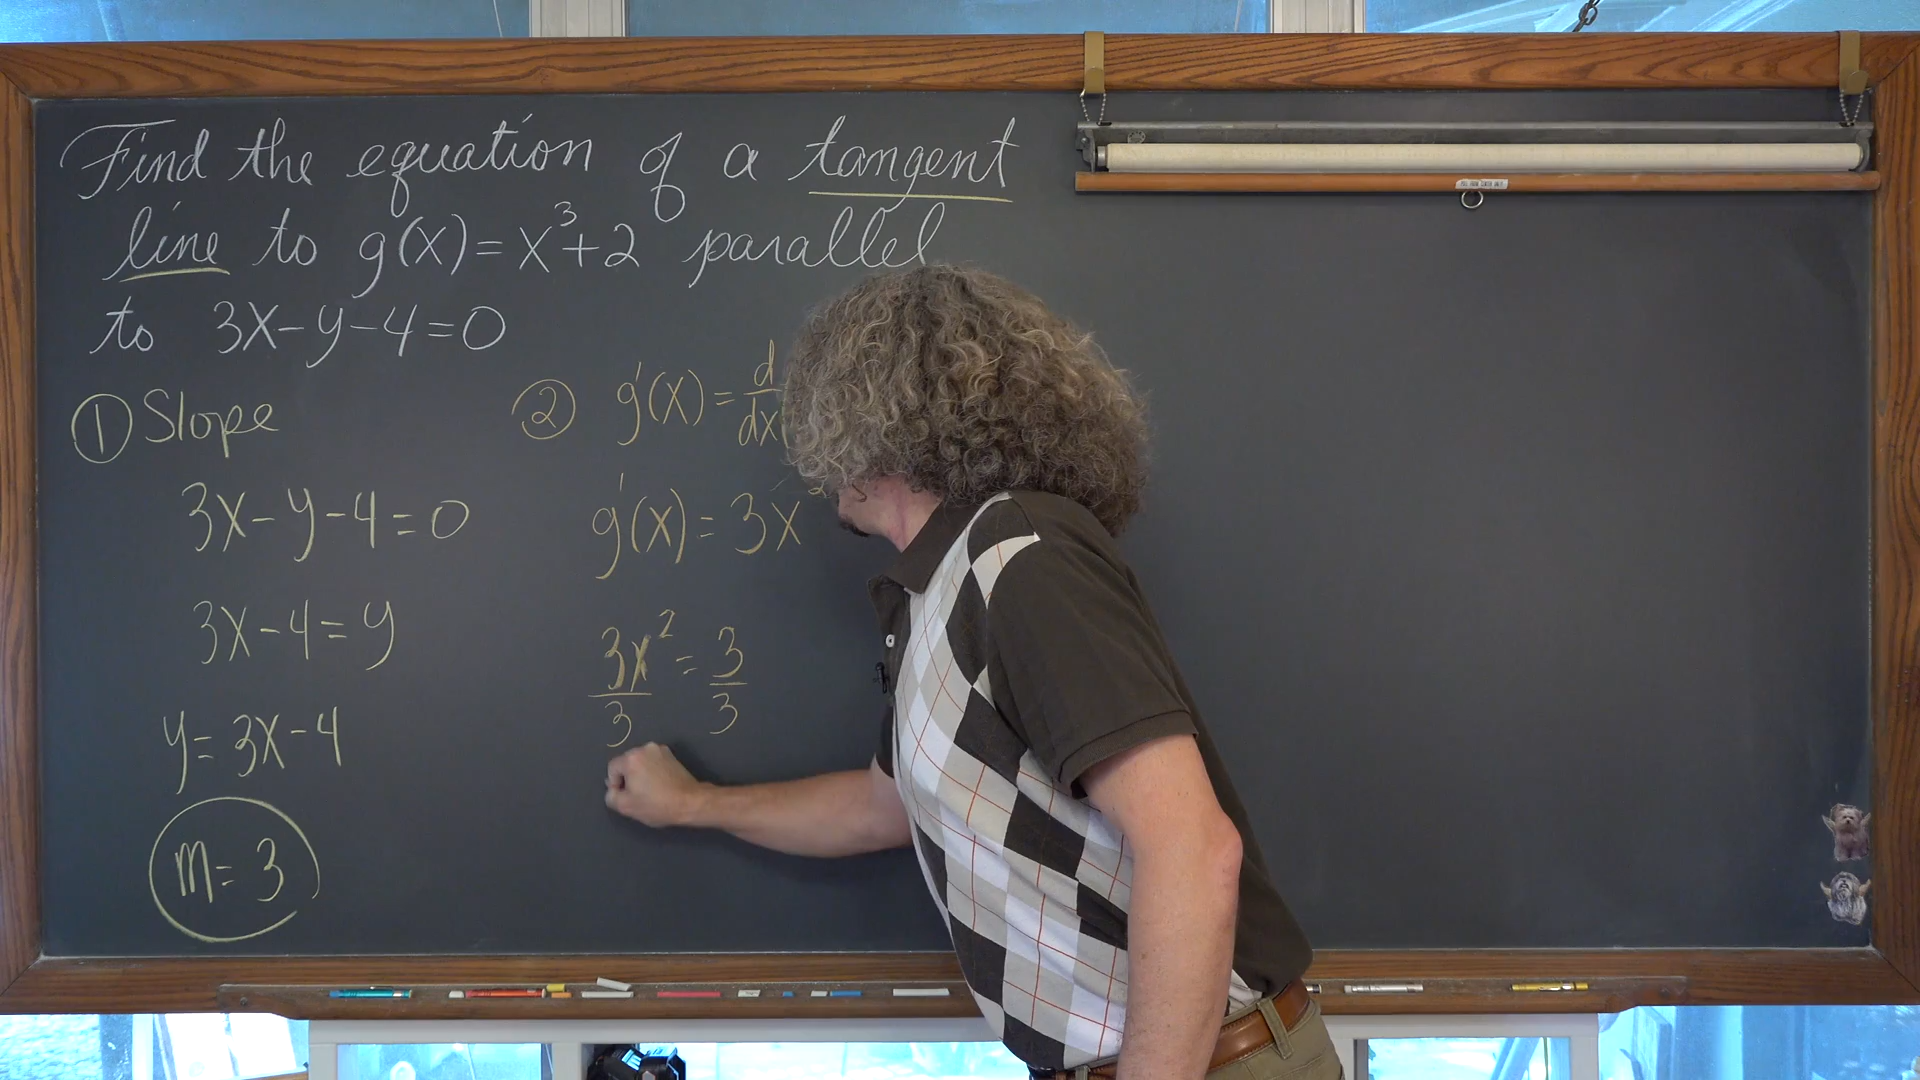 Find the equation of a tangent
line to g(x)=x³+2 parallel
to 3x-y-4=0
① Slope
3x-y-4=0
3x-4=y
y=3x-4
m=3
② g'(x)=d/dx
g'(x)=3x²
3x²/3=3/3